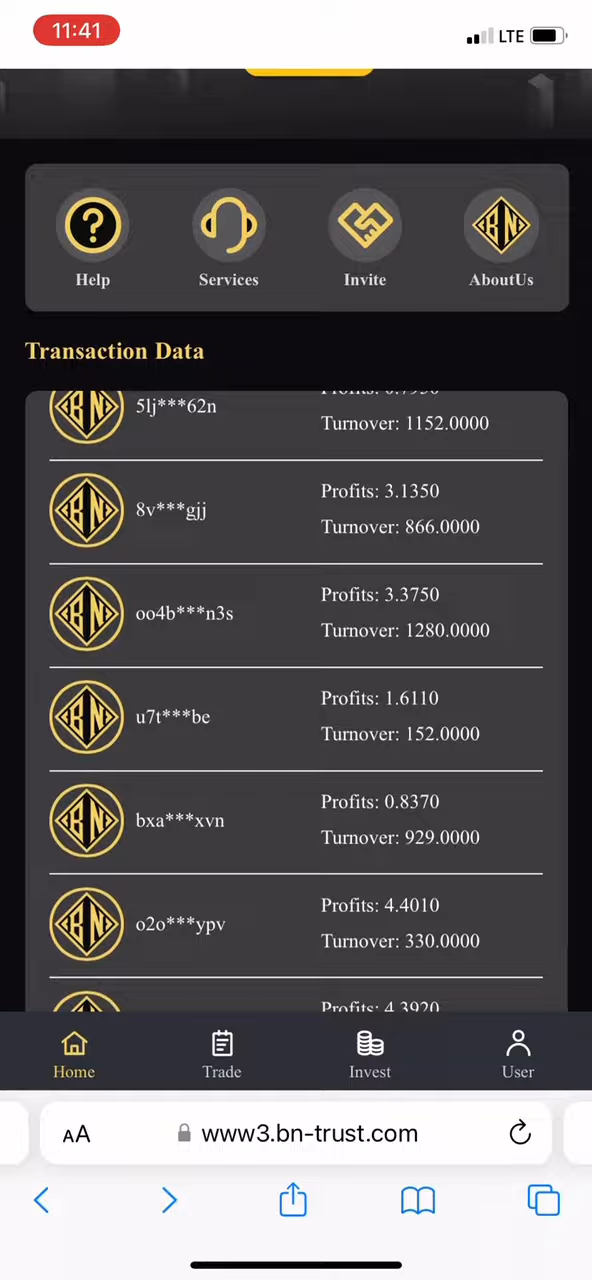 11:41
LTE
Help
Services
Invite
AboutUs
Transaction Data
5lj***62n
Turnover: 1152.0000
8v***gjj
Profits: 3.1350
Turnover: 866.0000
oo4b***n3s
Profits: 3.3750
Turnover: 1280.0000
u7t***be
Profits: 1.6110
Turnover: 152.0000
bxa***xvn
Profits: 0.8370
Turnover: 929.0000
o2o***ypv
Profits: 4.4010
Turnover: 330.0000
Profits: 4.3920
Home
Trade
Invest
User
AA
www3.bn-trust.com